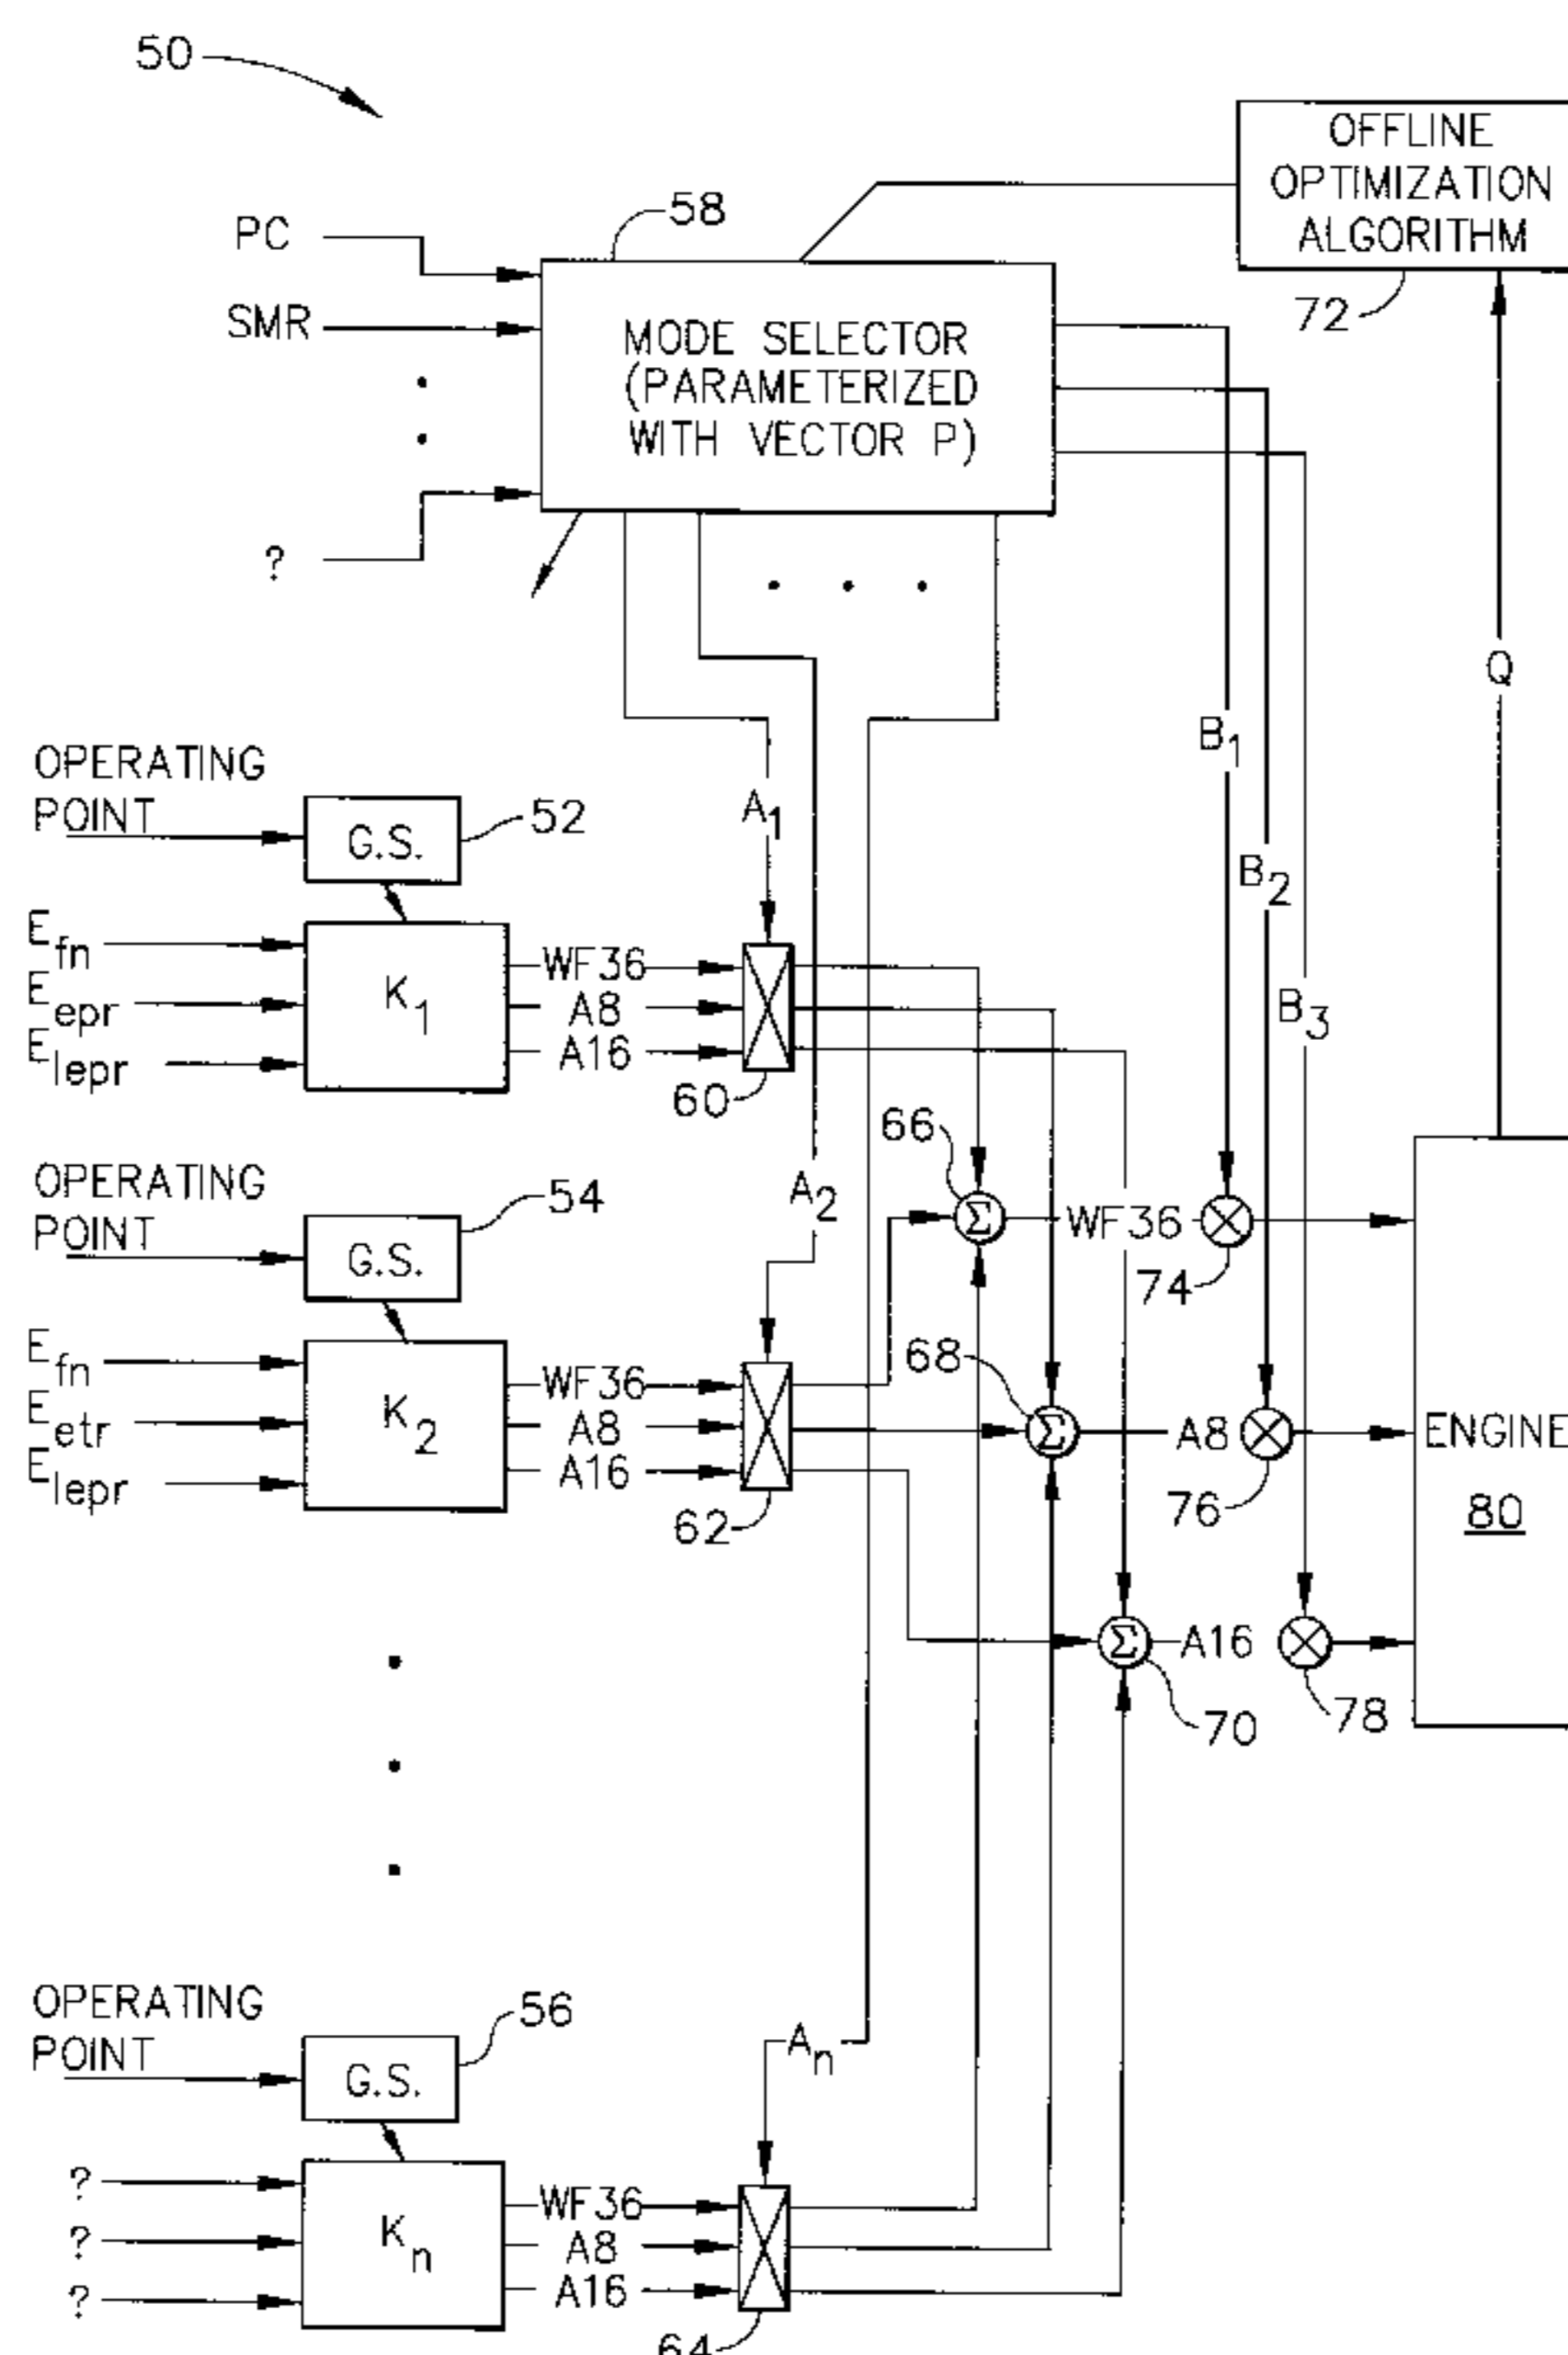 50
OFFLINE
OPTIMIZATION
ALGORITHM
72
PC
58
SMR
MODE SELECTOR
(PARAMETERIZED
WITH VECTOR P)
?
Q
B1
OPERATING
POINT
G.S.
52
A1
B2
Efn
Eepr
Elepr
K1
WF36
A8
A16
60
B3
66
OPERATING
POINT
G.S.
54
A2
Σ
WF36
74
Efn
Eetr
Elepr
K2
WF36
A8
A16
62
68
Σ
A8
76
ENGINE
80
Σ
A16
70
78
OPERATING
POINT
G.S.
56
An
?
?
?
Kn
WF36
A8
A16
64